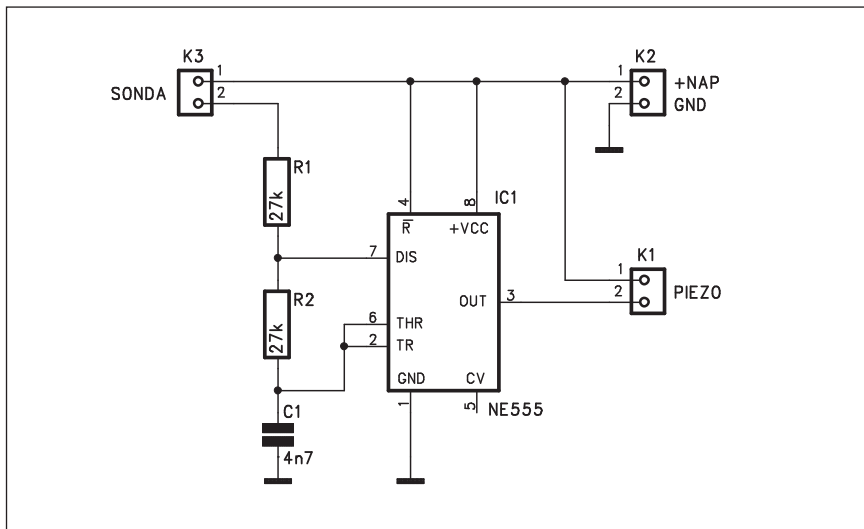 K3
1
2
SONDA
K2
1
2
+NAP
GND
R1
27k
4
8
IC1
R
+VCC
7
DIS
K1
1
2
PIEZO
R2
27k
OUT
3
6
THR
2
TR
GND
CV
1
5
NE555
C1
4n7